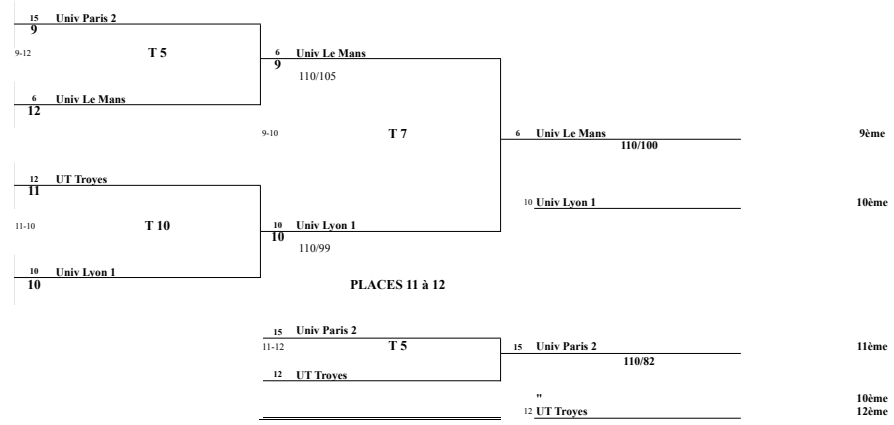 15 Univ Paris 2
9
9-12 T 5
6 Univ Le Mans
9
110/105
6 Univ Le Mans
12
9-10 T 7
6 Univ Le Mans 9ème
110/100
12 UT Troyes
11
10 Univ Lyon 1 10ème
11-10 T 10
10 Univ Lyon 1
10
110/99
10 Univ Lyon 1
10
PLACES 11 à 12
15 Univ Paris 2
11-12 T 5
15 Univ Paris 2 11ème
110/82
12 UT Troyes
" 10ème
12 UT Troyes 12ème